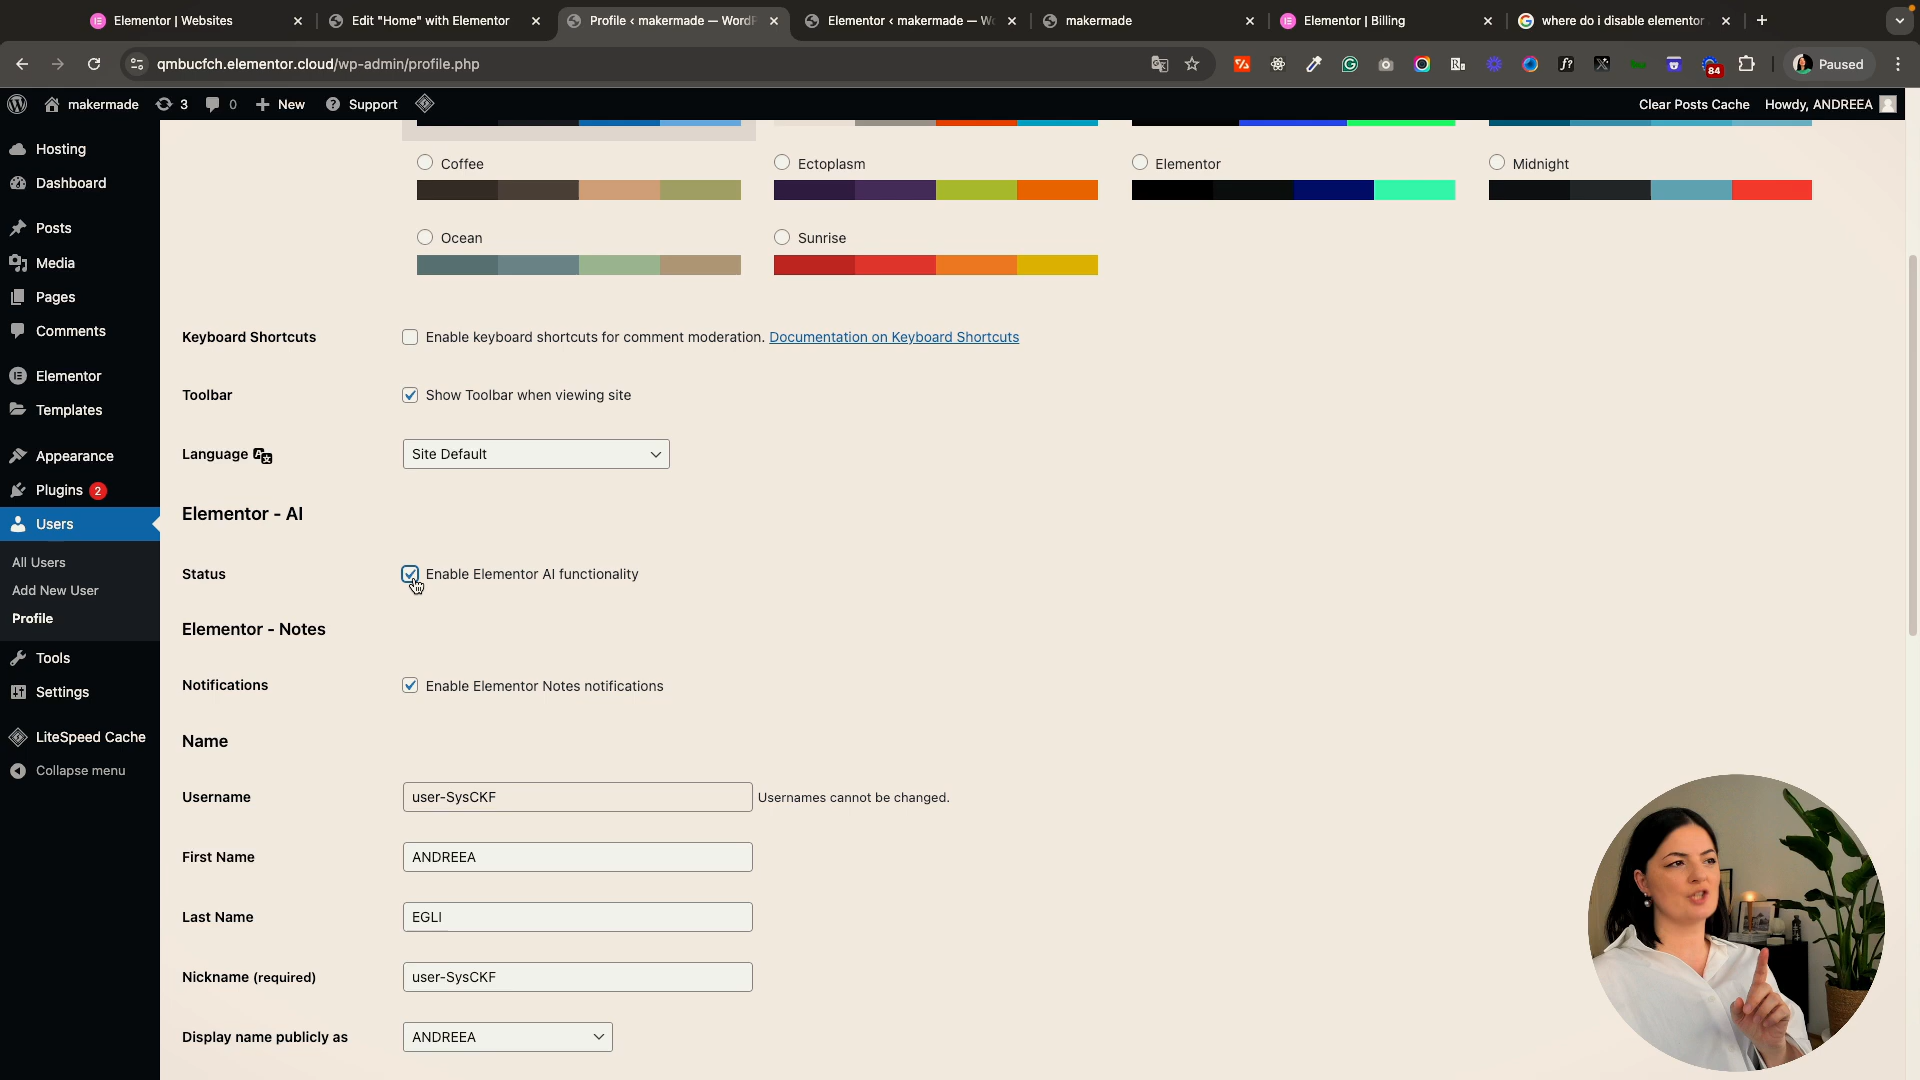 Elementor | Websites
Edit "Home" with Elementor
Profile ‹ makermade — WordP
Elementor ‹ makermade — Wo
makermade
Elementor | Billing
where do i disable elementor
qmbucfch.elementor.cloud/wp-admin/profile.php
84
Paused
makermade
3
0
New
Support
Clear Posts Cache
Howdy, ANDREEA
Hosting
Dashboard
Posts
Media
Pages
Comments
Elementor
Templates
Appearance
Plugins 2
Users
All Users
Add New User
Profile
Tools
Settings
LiteSpeed Cache
Collapse menu
Coffee
Ectoplasm
Elementor
Midnight
Ocean
Sunrise
Keyboard Shortcuts
Enable keyboard shortcuts for comment moderation. Documentation on Keyboard Shortcuts
Toolbar
Show Toolbar when viewing site
Language
Site Default
Elementor - AI
Status
Enable Elementor AI functionality
Elementor - Notes
Notifications
Enable Elementor Notes notifications
Name
Username
user-SysCKF
Usernames cannot be changed.
First Name
ANDREEA
Last Name
EGLI
Nickname (required)
user-SysCKF
Display name publicly as
ANDREEA